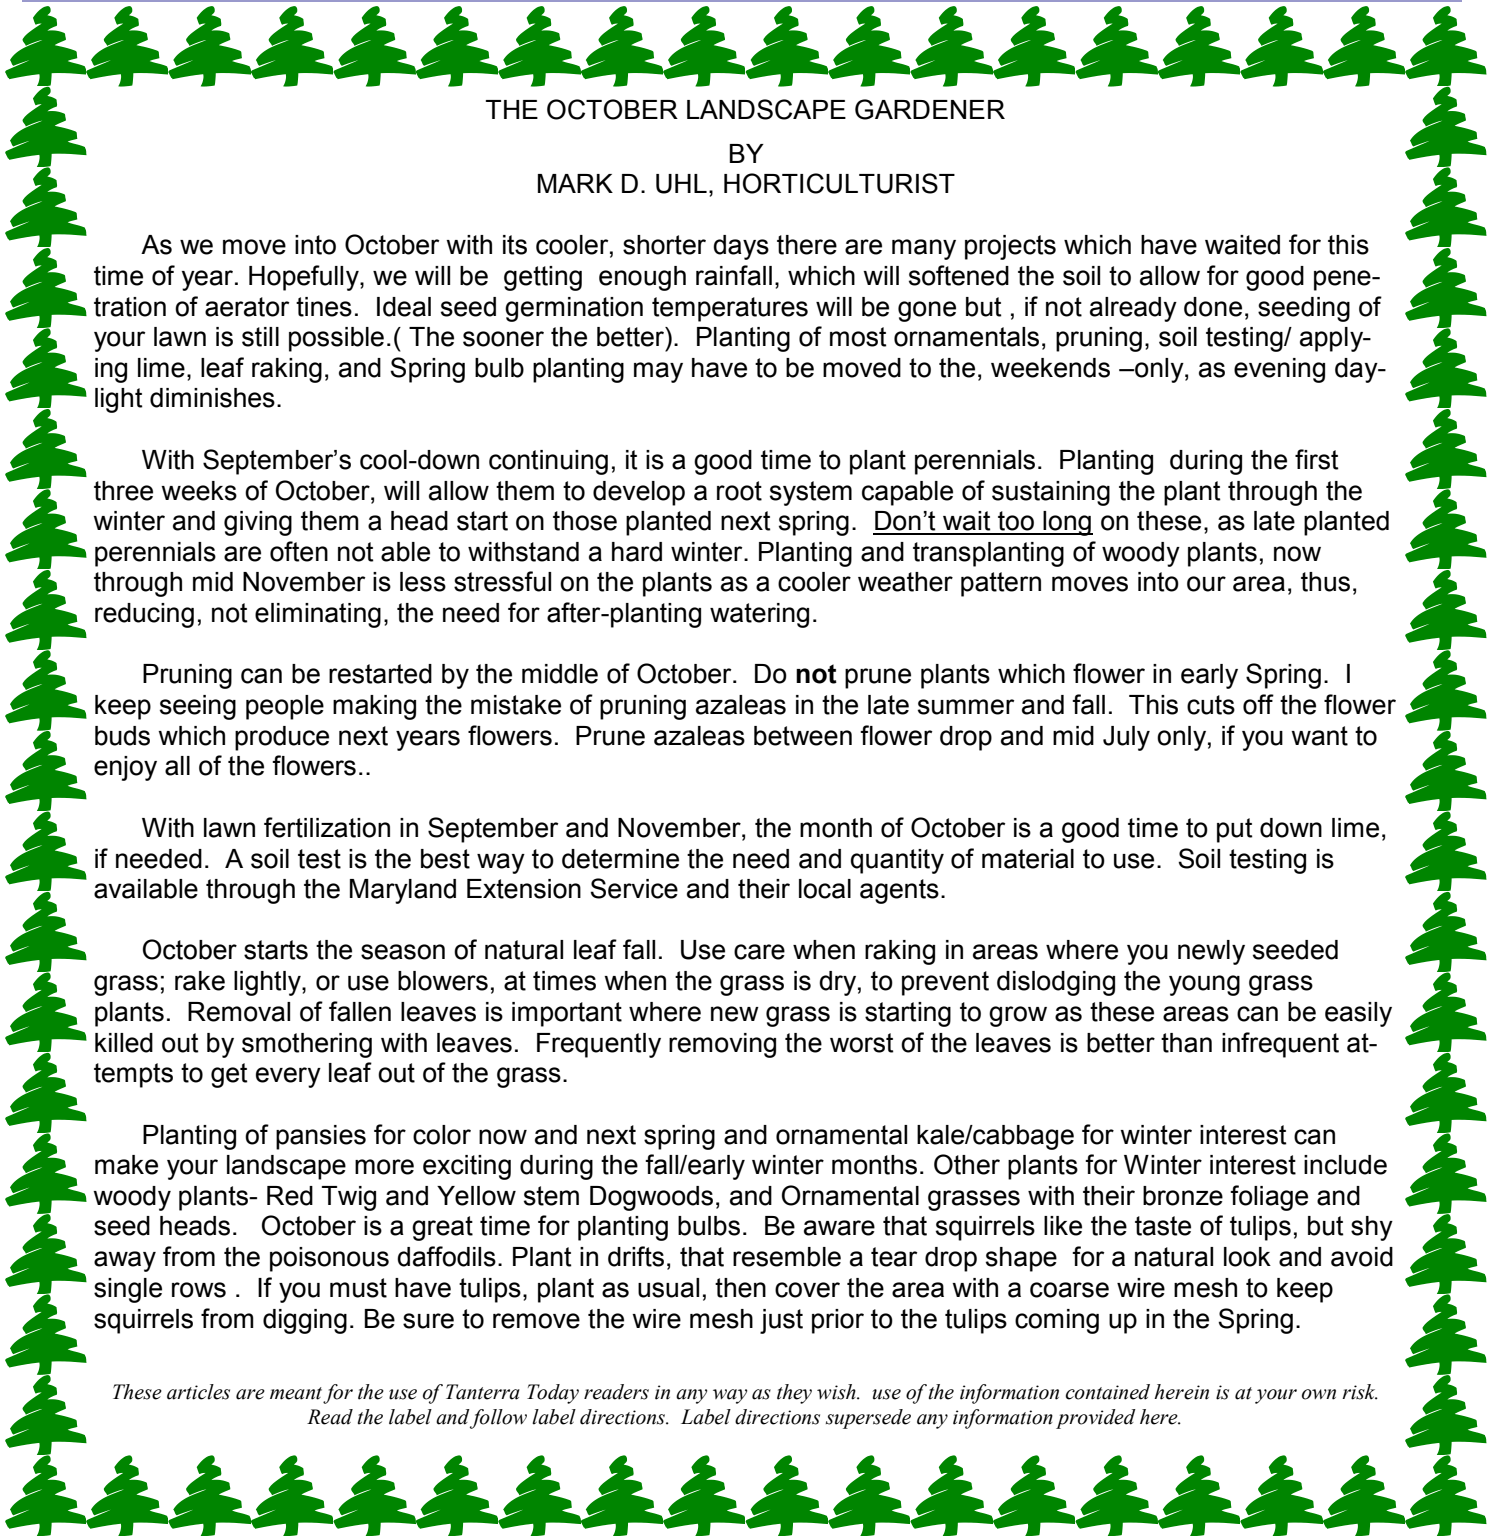 THE OCTOBER LANDSCAPE GARDENER
BY
MARK D. UHL, HORTICULTURIST
As we move into October with its cooler, shorter days there are many projects which have waited for this
time of year. Hopefully, we will be  getting  enough rainfall, which will softened the soil to allow for good pene-
tration of aerator tines.  Ideal seed germination temperatures will be gone but , if not already done, seeding of
your lawn is still possible.( The sooner the better).  Planting of most ornamentals, pruning, soil testing/ apply-
ing lime, leaf raking, and Spring bulb planting may have to be moved to the, weekends –only, as evening day-
light diminishes.
With September’s cool-down continuing, it is a good time to plant perennials.  Planting  during the first
three weeks of October, will allow them to develop a root system capable of sustaining the plant through the
winter and giving them a head start on those planted next spring.  Don’t wait too long on these, as late planted
perennials are often not able to withstand a hard winter. Planting and transplanting of woody plants, now
through mid November is less stressful on the plants as a cooler weather pattern moves into our area, thus,
reducing, not eliminating, the need for after-planting watering.
Pruning can be restarted by the middle of October.  Do not prune plants which flower in early Spring.  I
keep seeing people making the mistake of pruning azaleas in the late summer and fall.  This cuts off the flower
buds which produce next years flowers.  Prune azaleas between flower drop and mid July only, if you want to
enjoy all of the flowers..
With lawn fertilization in September and November, the month of October is a good time to put down lime,
if needed.  A soil test is the best way to determine the need and quantity of material to use.  Soil testing is
available through the Maryland Extension Service and their local agents.
October starts the season of natural leaf fall.  Use care when raking in areas where you newly seeded
grass; rake lightly, or use blowers, at times when the grass is dry, to prevent dislodging the young grass
plants.  Removal of fallen leaves is important where new grass is starting to grow as these areas can be easily
killed out by smothering with leaves.  Frequently removing the worst of the leaves is better than infrequent at-
tempts to get every leaf out of the grass.
Planting of pansies for color now and next spring and ornamental kale/cabbage for winter interest can
make your landscape more exciting during the fall/early winter months. Other plants for Winter interest include
woody plants- Red Twig and Yellow stem Dogwoods, and Ornamental grasses with their bronze foliage and
seed heads.   October is a great time for planting bulbs.  Be aware that squirrels like the taste of tulips, but shy
away from the poisonous daffodils. Plant in drifts, that resemble a tear drop shape  for a natural look and avoid
single rows .  If you must have tulips, plant as usual, then cover the area with a coarse wire mesh to keep
squirrels from digging. Be sure to remove the wire mesh just prior to the tulips coming up in the Spring.
These articles are meant for the use of Tanterra Today readers in any way as they wish.  use of the information contained herein is at your own risk.
Read the label and follow label directions.  Label directions supersede any information provided here.